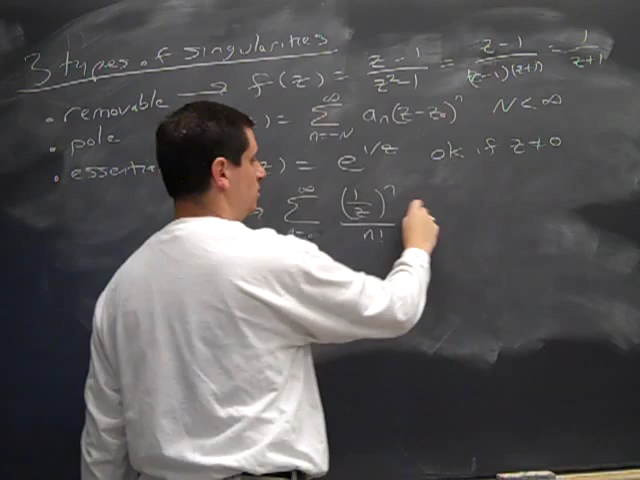 3 types of singularities
• removable → f(z) = (z-1)/(z²-1) = (z-1)/((z-1)(z+1)) = 1/(z+1)
• pole ) = ∑_{n=-N}^{∞} aₙ(z-z₀)ⁿ N < ∞
• essentia z) = e^{1/z} ok if z≠0
∑^{∞} (1/z)ⁿ/n!